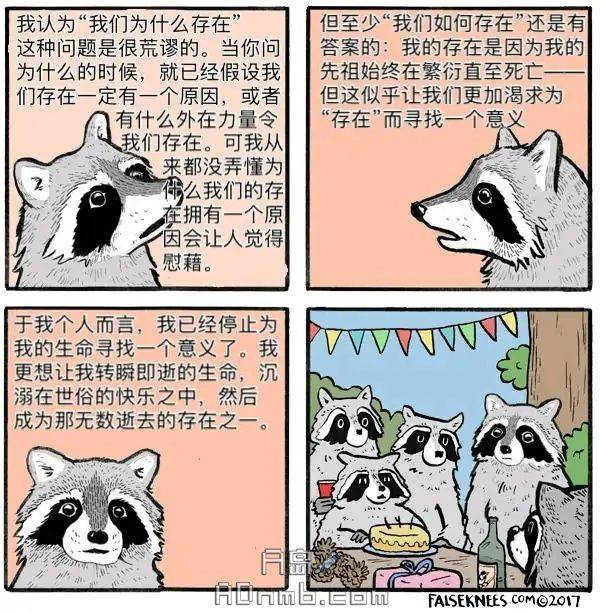 我认为“我们为什么存在”
这种问题是很荒谬的。当你问
为什么的时候，就已经假设我
们存在一定有一个原因，或者
有什么外在力量令
我们存在。可我从
来都没弄懂为
什么我们的存
在拥有一个原
因会让人觉得
慰藉。
但至少“我们如何存在”还是有
答案的：我的存在是因为我的
先祖始终在繁衍直至死亡——
但这似乎让我们更加渴求为
“存在”而寻找一个意义
于我个人而言，我已经停止为
我的生命寻找一个意义了。我
更想让我转瞬即逝的生命，沉
溺在世俗的快乐之中，然后
成为那无数逝去的存在之一。
A岛
ADnmb.com
FALSEKNEES.COM©2017